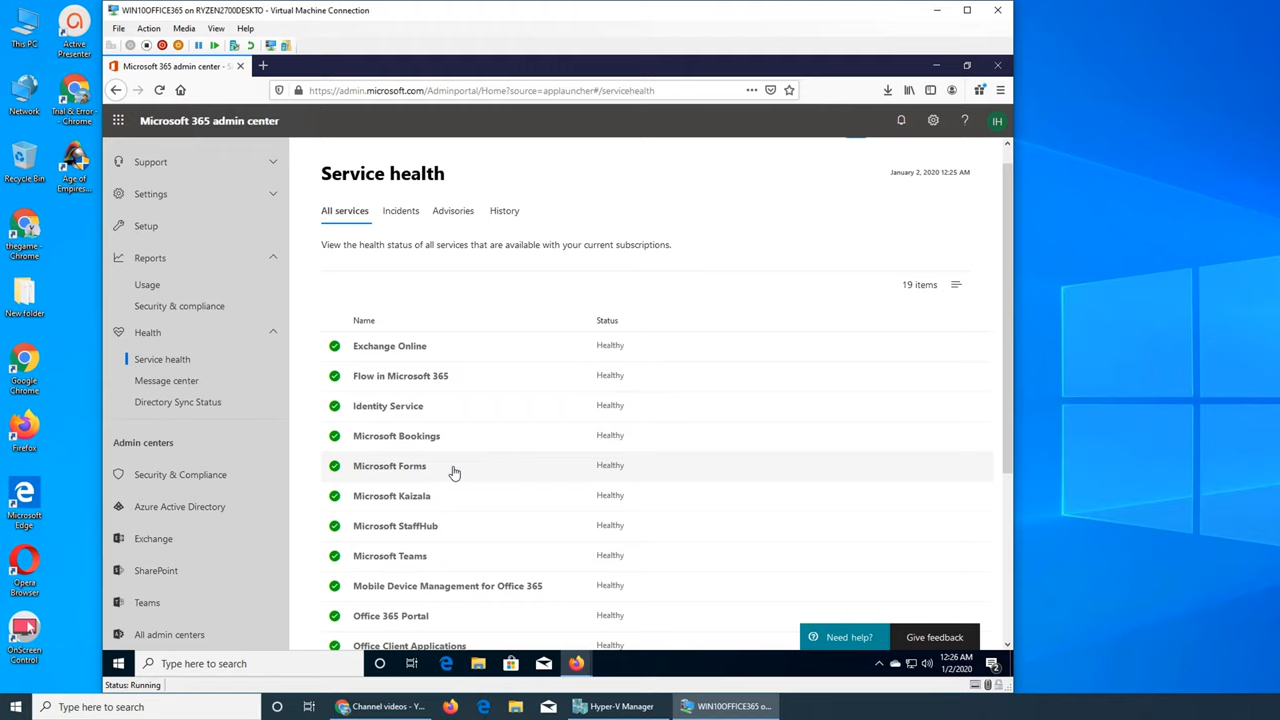 WIN10OFFICE365 on RYZEN2700DESKTO - Virtual Machine Connection
File Action Media View Help
Microsoft 365 admin center - S
https://admin.microsoft.com/Adminportal/Home?source=applauncher#/servicehealth
Microsoft 365 admin center
IH
Support
Settings
Setup
Reports
Usage
Security & compliance
Health
Service health
Message center
Directory Sync Status
Admin centers
Security & Compliance
Azure Active Directory
Exchange
SharePoint
Teams
All admin centers
Service health
January 2, 2020 12:25 AM
All services Incidents Advisories History
View the health status of all services that are available with your current subscriptions.
19 items
Name Status
Exchange Online Healthy
Flow in Microsoft 365 Healthy
Identity Service Healthy
Microsoft Bookings Healthy
Microsoft Forms Healthy
Microsoft Kaizala Healthy
Microsoft StaffHub Healthy
Microsoft Teams Healthy
Mobile Device Management for Office 365 Healthy
Office 365 Portal Healthy
Office Client Applications Healthy
Need help? Give feedback
Type here to search
12:26 AM
1/2/2020
2
Status: Running
This PC
Active
Presenter
Network
Trial & Error
- Chrome
Recycle Bin
Age of
Empires...
thegame -
Chrome
New folder
Google
Chrome
Firefox
Microsoft
Edge
Opera
Browser
OnScreen
Control
Type here to search
Channel videos - Y...
Hyper-V Manager
WIN10OFFICE365 o...